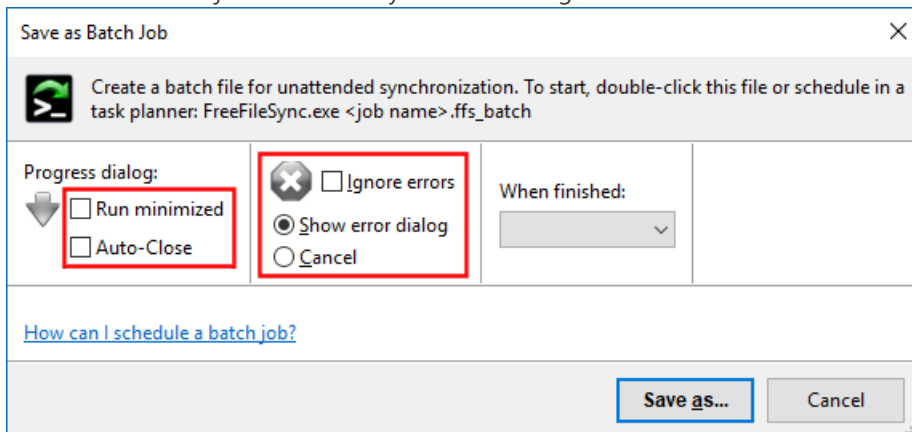 Save as Batch Job
Create a batch file for unattended synchronization. To start, double-click this file or schedule in a
task planner: FreeFileSync.exe <job name>.ffs_batch
Progress dialog:
Run minimized
Auto-Close
Ignore errors
Show error dialog
Cancel
When finished:
How can I schedule a batch job?
Save as...
Cancel